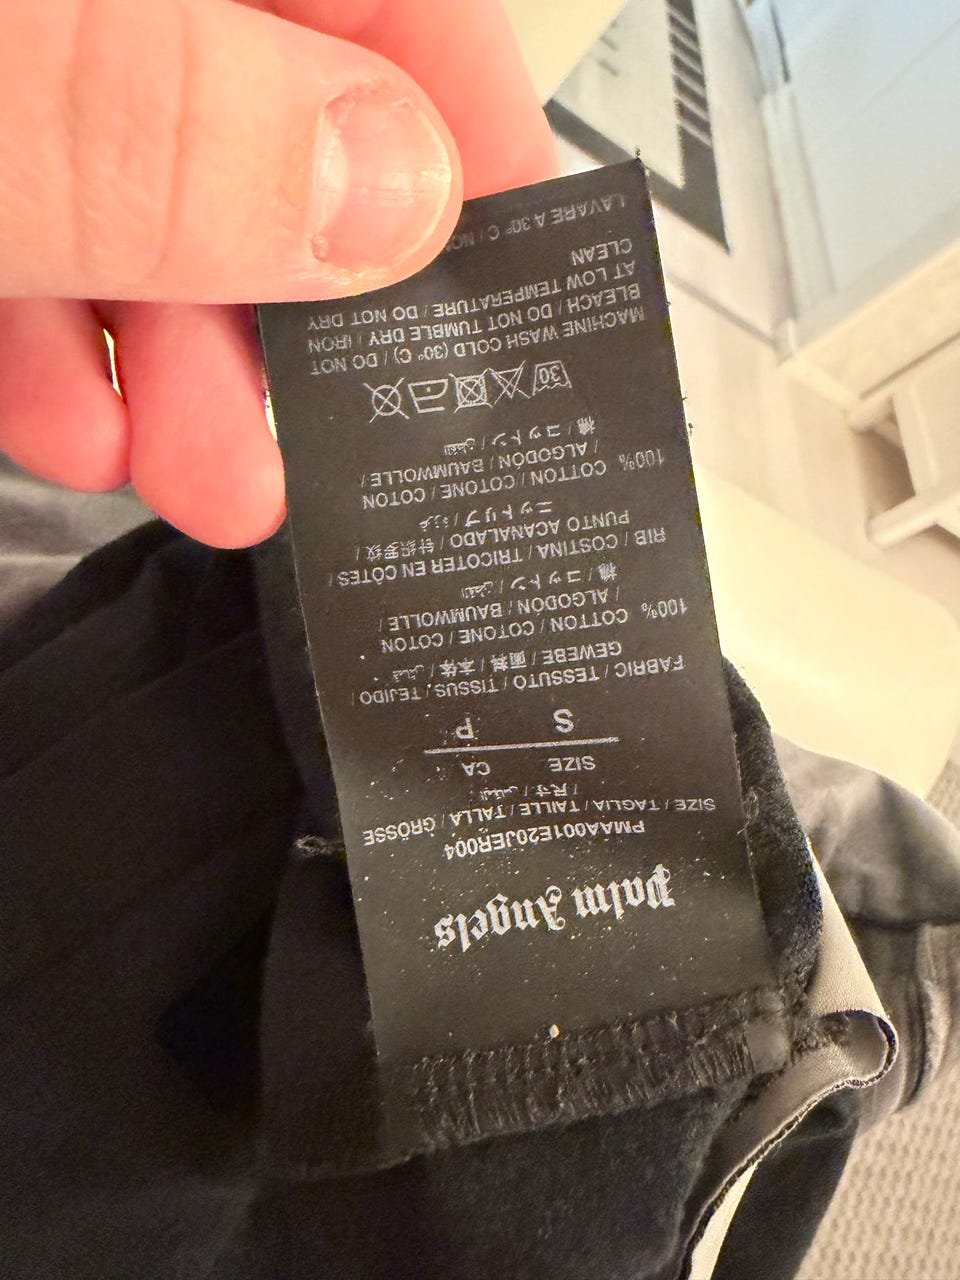 Palm Angels
PMAA001E20JER004
SIZE / TAGLIA / TAILLE / TALLA / GRÖSSE
/ 尺寸 /
SIZE CA
S P
FABRIC / TESSUTO / TISSUS / TEJIDO /
GEWEBE / 面料 / 本体 /
100% COTTON / COTONE / COTON
/ ALGODÓN / BAUMWOLLE /
棉 / コットン / القطن
RIB / COSTINA / TRICOTER EN CÔTES /
PUNTO ACANALADO / 针织罗纹 /
ニットリブ /
100% COTTON / COTONE / COTON
/ ALGODÓN / BAUMWOLLE /
棉 / コットン / القطن
30
MACHINE WASH COLD (30° C) / DO NOT
BLEACH / DO NOT TUMBLE DRY / IRON
AT LOW TEMPERATURE / DO NOT DRY
CLEAN
LAVARE A 30° C / NON